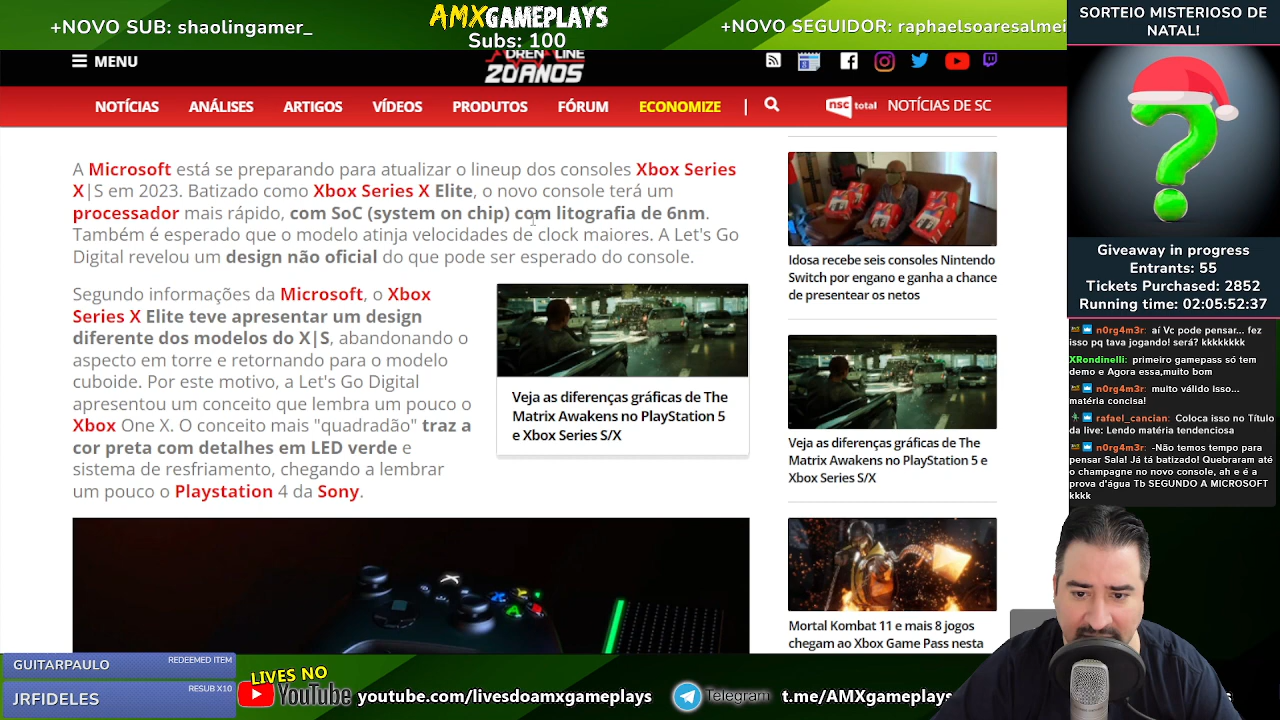 +NOVO SUB: shaolingamer_
AMXGAMEPLAYS
Subs: 100
+NOVO SEGUIDOR: raphaelsoaresalmei
SORTEIO MISTERIOSO DE
NATAL!
MENU
ADRENALINE
20 ANOS
NOTÍCIAS ANÁLISES ARTIGOS VÍDEOS PRODUTOS FÓRUM ECONOMIZE | nsc total NOTÍCIAS DE SC
A Microsoft está se preparando para atualizar o lineup dos consoles Xbox Series
X|S em 2023. Batizado como Xbox Series X Elite, o novo console terá um
processador mais rápido, com SoC (system on chip) com litografia de 6nm.
Também é esperado que o modelo atinja velocidades de clock maiores. A Let's Go
Digital revelou um design não oficial do que pode ser esperado do console.
Segundo informações da Microsoft, o Xbox
Series X Elite teve apresentar um design
diferente dos modelos do X|S, abandonando o
aspecto em torre e retornando para o modelo
cuboide. Por este motivo, a Let's Go Digital
apresentou um conceito que lembra um pouco o
Xbox One X. O conceito mais "quadradão" traz a
cor preta com detalhes em LED verde e
sistema de resfriamento, chegando a lembrar
um pouco o Playstation 4 da Sony.
Veja as diferenças gráficas de The
Matrix Awakens no PlayStation 5
e Xbox Series S/X
Idosa recebe seis consoles Nintendo
Switch por engano e ganha a chance
de presentear os netos
Veja as diferenças gráficas de The
Matrix Awakens no PlayStation 5 e
Xbox Series S/X
Mortal Kombat 11 e mais 8 jogos
chegam ao Xbox Game Pass nesta
Giveaway in progress
Entrants: 55
Tickets Purchased: 2852
Running time: 02:05:52:37
n0rg4m3r: aí Vc pode pensar... fez
isso pq tava jogando! será? kkkkkkkk
XRondinelli: primeiro gamepass só tem
demo e Agora essa,muito bom
n0rg4m3r: muito válido isso...
matéria concisa!
rafael_cancian: Coloca isso no Título
da live: Lendo matéria tendenciosa
n0rg4m3r: -Não temos tempo para
pensar Sala! Já tá batizado! Quebraram até
o champagne no novo console, ah e é a
prova d'água Tb SEGUNDO A MICROSOFT
kkkk
GUITARPAULO REDEEMED ITEM
JRFIDELES RESUB X10
LIVES NO
YouTube youtube.com/livesdoamxgameplays Telegram t.me/AMXgameplays